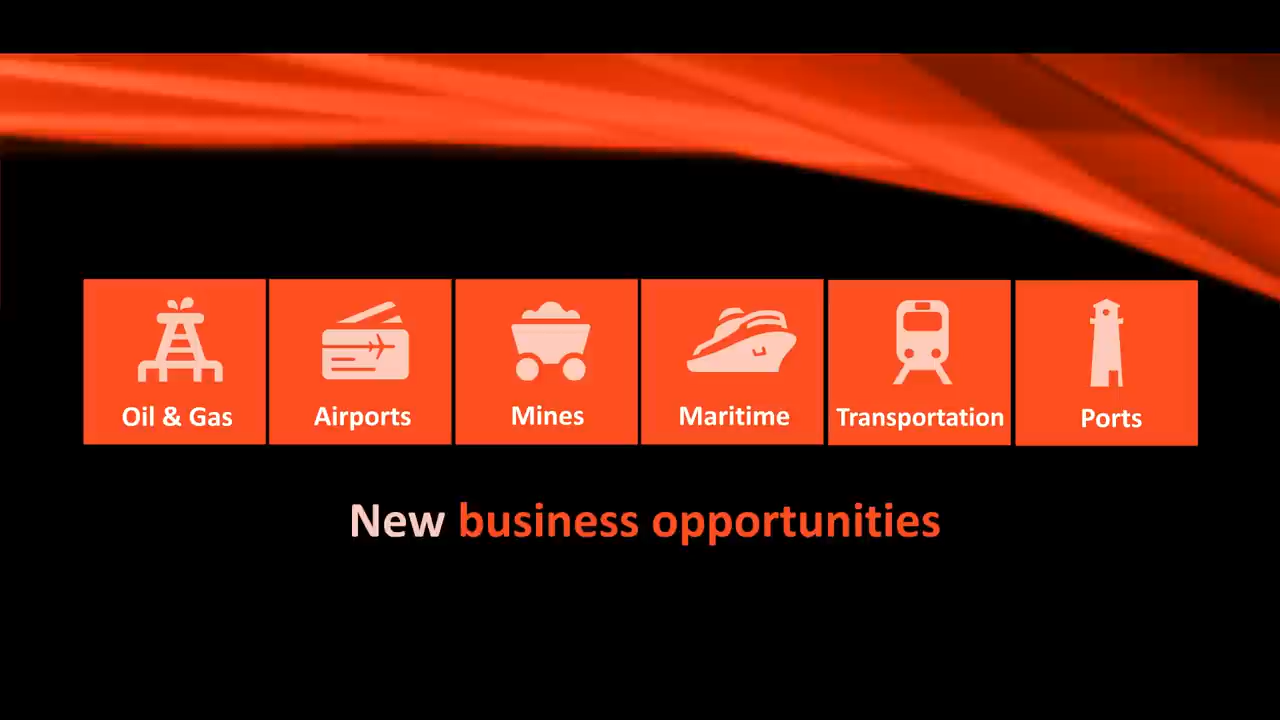 Oil & Gas
Airports
Mines
Maritime
Transportation
Ports
New business opportunities